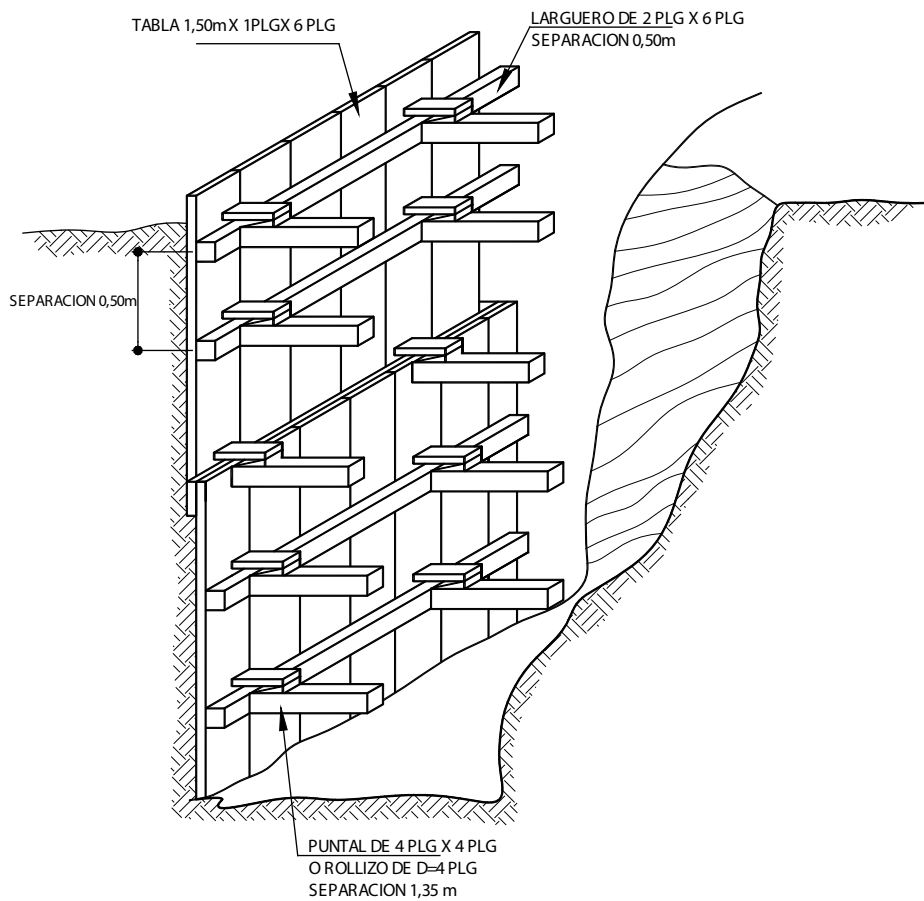 TABLA 1,50m X 1PLGX 6 PLG
LARGUERO DE 2 PLG X 6 PLG
SEPARACION 0,50m
SEPARACION 0,50m
PUNTAL DE 4 PLG X 4 PLG
O ROLLIZO DE D=4 PLG
SEPARACION 1,35 m